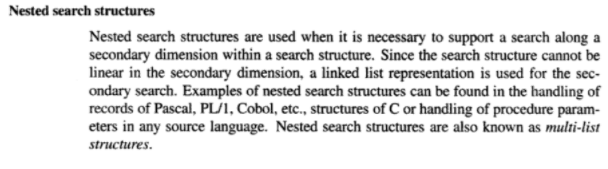 Nested search structures
Nested search structures are used when it is necessary to support a search along a
secondary dimension within a search structure. Since the search structure cannot be
linear in the secondary dimension, a linked list representation is used for the sec-
ondary search. Examples of nested search structures can be found in the handling of
records of Pascal, PL/1, Cobol, etc., structures of C or handling of procedure param-
eters in any source language. Nested search structures are also known as multi-list
structures.